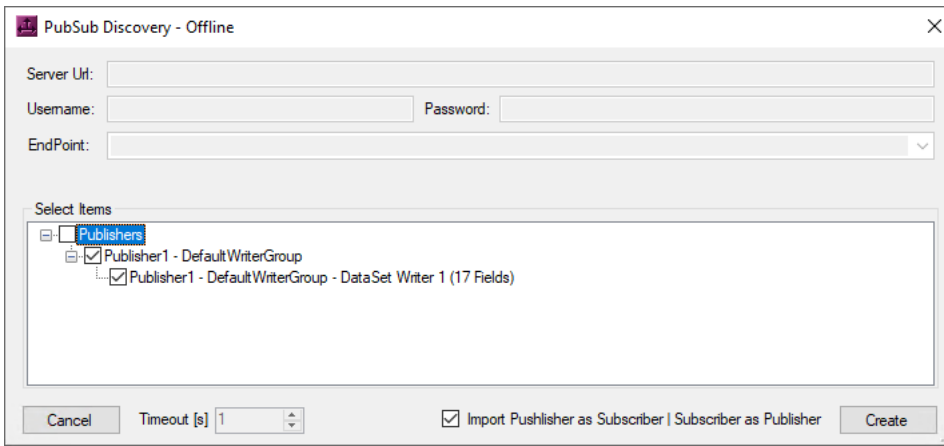 PubSub Discovery - Offline
Server Url:
Username: Password:
EndPoint:
Select Items
Publishers
Publisher1 - DefaultWriterGroup
Publisher1 - DefaultWriterGroup - DataSet Writer 1 (17 Fields)
Cancel Timeout [s] 1 Import Pushlisher as Subscriber | Subscriber as Publisher Create